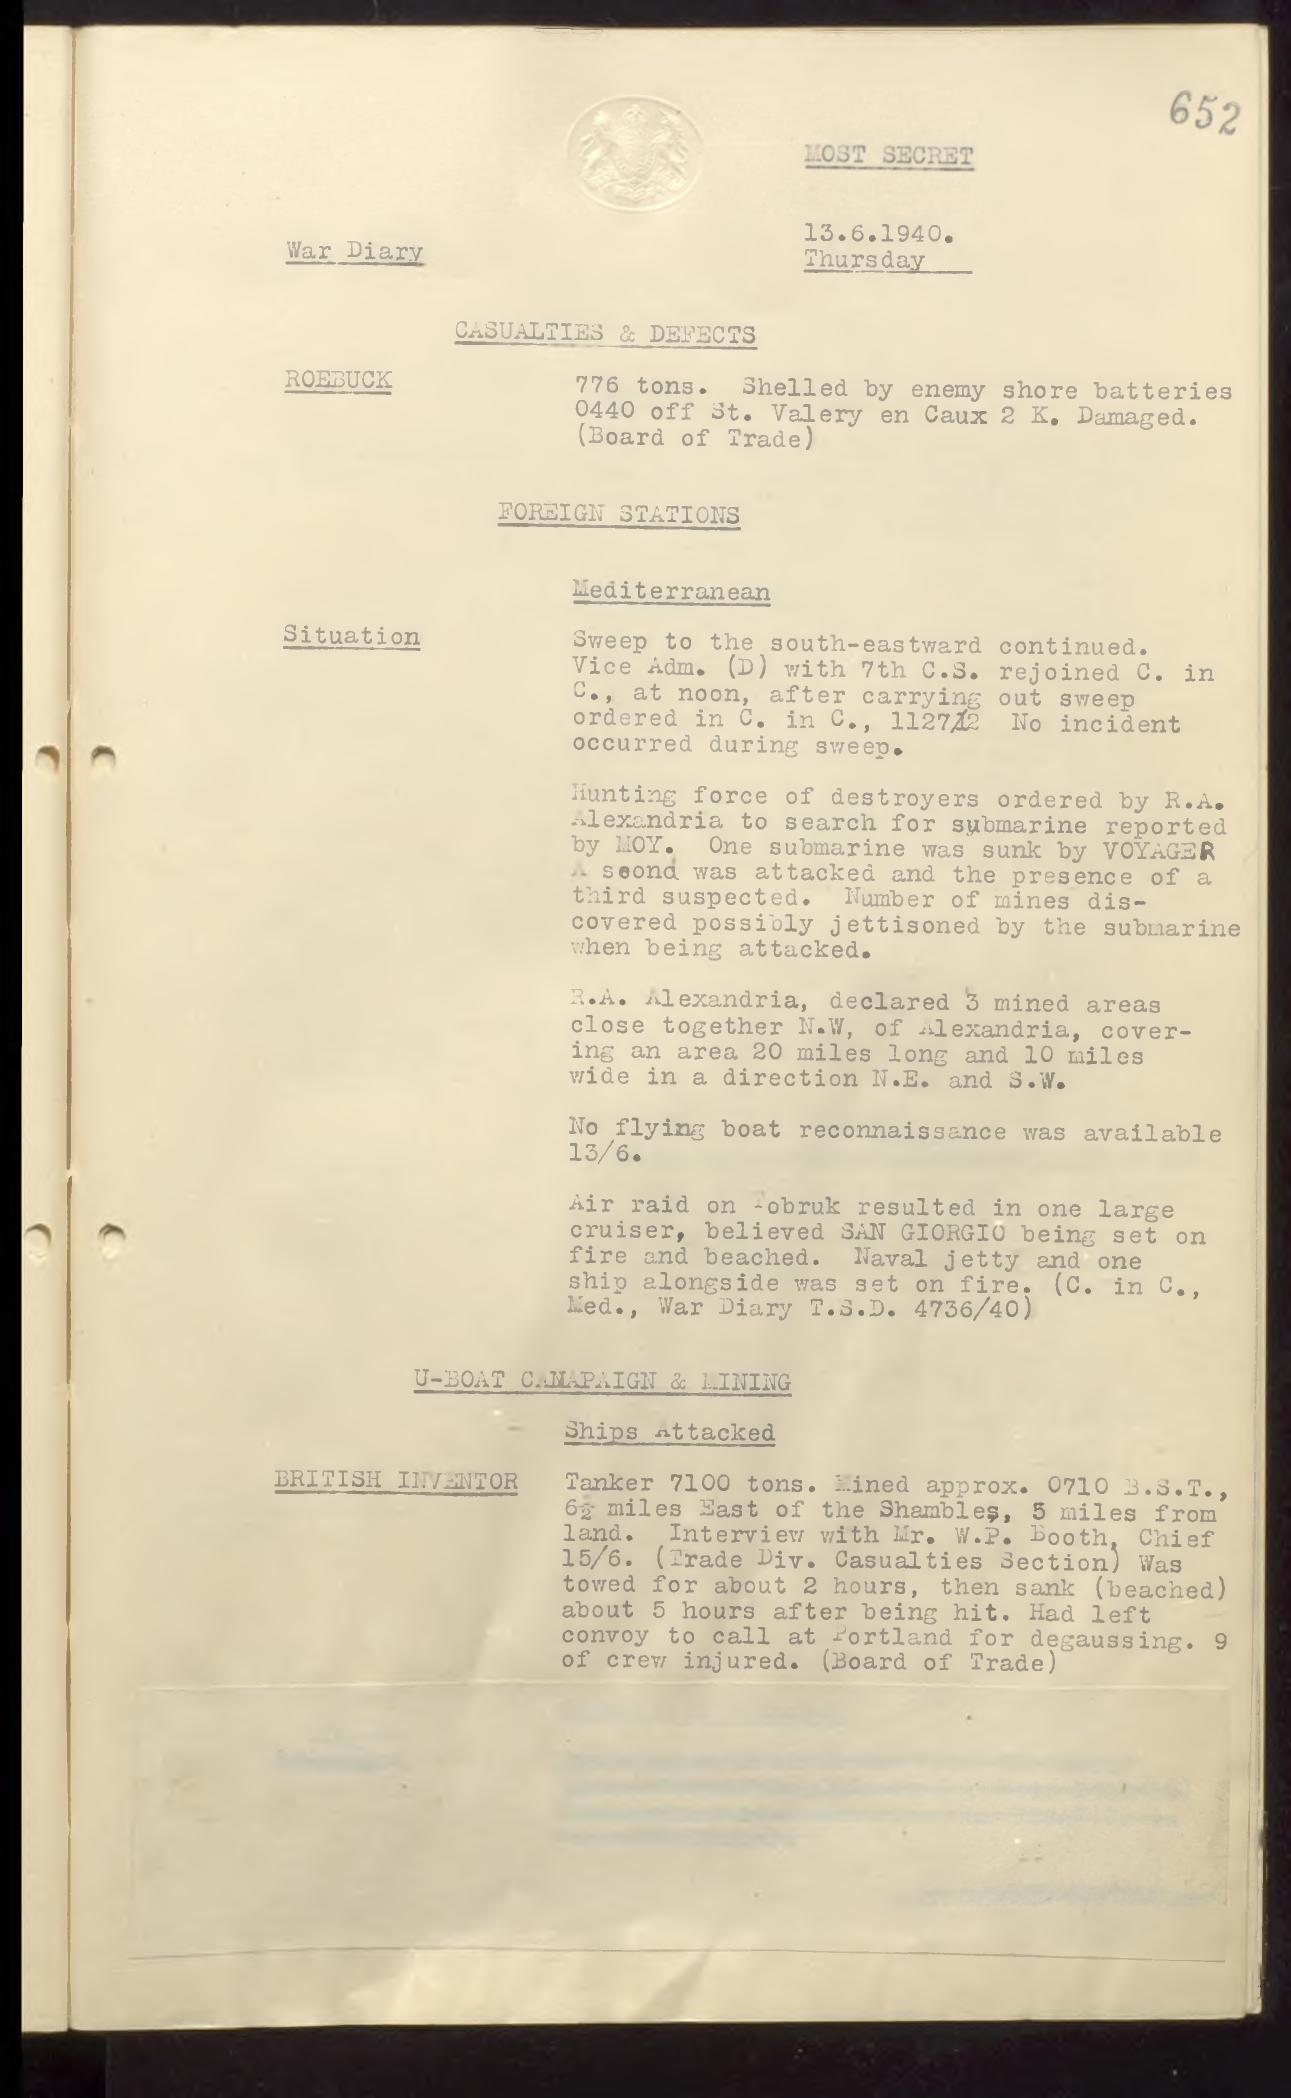 652
MOST SECRET
13.6.1940.
War Diary
Thursday
CASUALTIES & DEFECTS
ROEBUCK
776 tons. Shelled by enemy shore batteries
0440 off St. Valery en Caux 2 K. Damaged.
(Board of Trade)
FOREIGN STATIONS
Mediterranean
Situation
Sweep to the south-eastward continued.
Vice Adm. (D) with 7th C.S. rejoined C. in
C., at noon, after carrying out sweep
ordered in C. in C., 1127/12 No incident
occurred during sweep.
Hunting force of destroyers ordered by R.A.
Alexandria to search for submarine reported
by MOY. One submarine was sunk by VOYAGER
A seond was attacked and the presence of a
third suspected. Number of mines dis-
covered possibly jettisoned by the submarine
when being attacked.
R.A. Alexandria, declared 3 mined areas
close together N.W, of Alexandria, cover-
ing an area 20 miles long and 10 miles
wide in a direction N.E. and S.W.
No flying boat reconnaissance was available
13/6.
Air raid on Tobruk resulted in one large
cruiser, believed SAN GIORGIO being set on
fire and beached. Naval jetty and one
ship alongside was set on fire. (C. in C.,
Med., War Diary T.S.D. 4736/40)
U-BOAT CAMAPAIGN & MINING
Ships Attacked
BRITISH INVENTOR
Tanker 7100 tons. Mined approx. 0710 B.S.T.,
6½ miles East of the Shambles, 5 miles from
land. Interview with Mr. W.P. Booth, Chief
15/6. (Trade Div. Casualties Section) Was
towed for about 2 hours, then sank (beached)
about 5 hours after being hit. Had left
convoy to call at Portland for degaussing. 9
of crew injured. (Board of Trade)